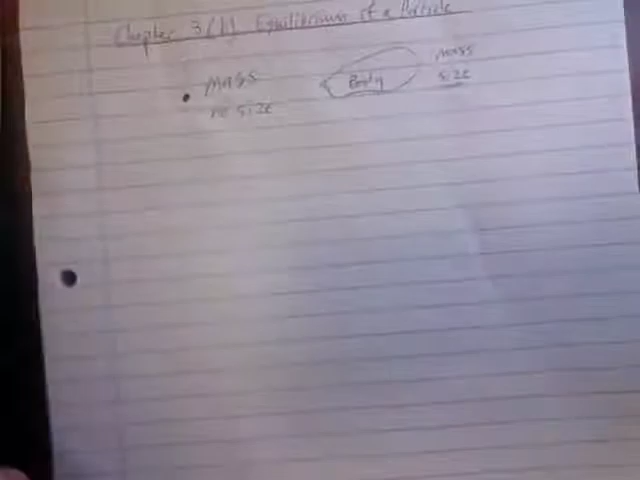 Chapter 3 (1) Equilibrium of a Particle
MASS
no size
Body
MASS
size